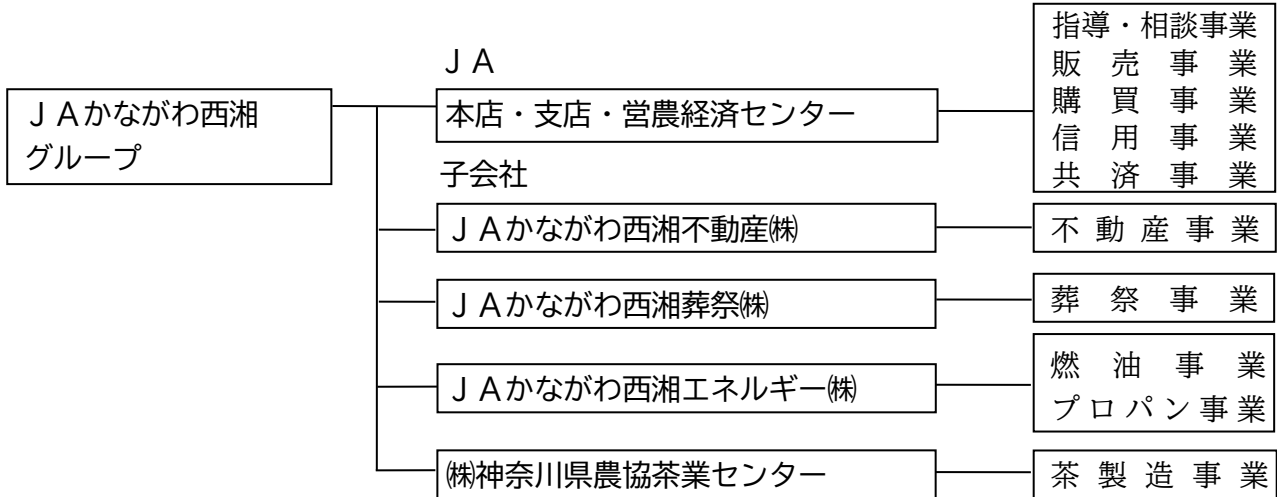 ＪＡかながわ西湘
グループ
ＪＡ
本店・支店・営農経済センター
指導・相談事業
販売事業
購買事業
信用事業
共済事業
子会社
ＪＡかながわ西湘不動産㈱
不動産事業
ＪＡかながわ西湘葬祭㈱
葬祭事業
ＪＡかながわ西湘エネルギー㈱
燃油事業
プロパン事業
㈱神奈川県農協茶業センター
茶製造事業